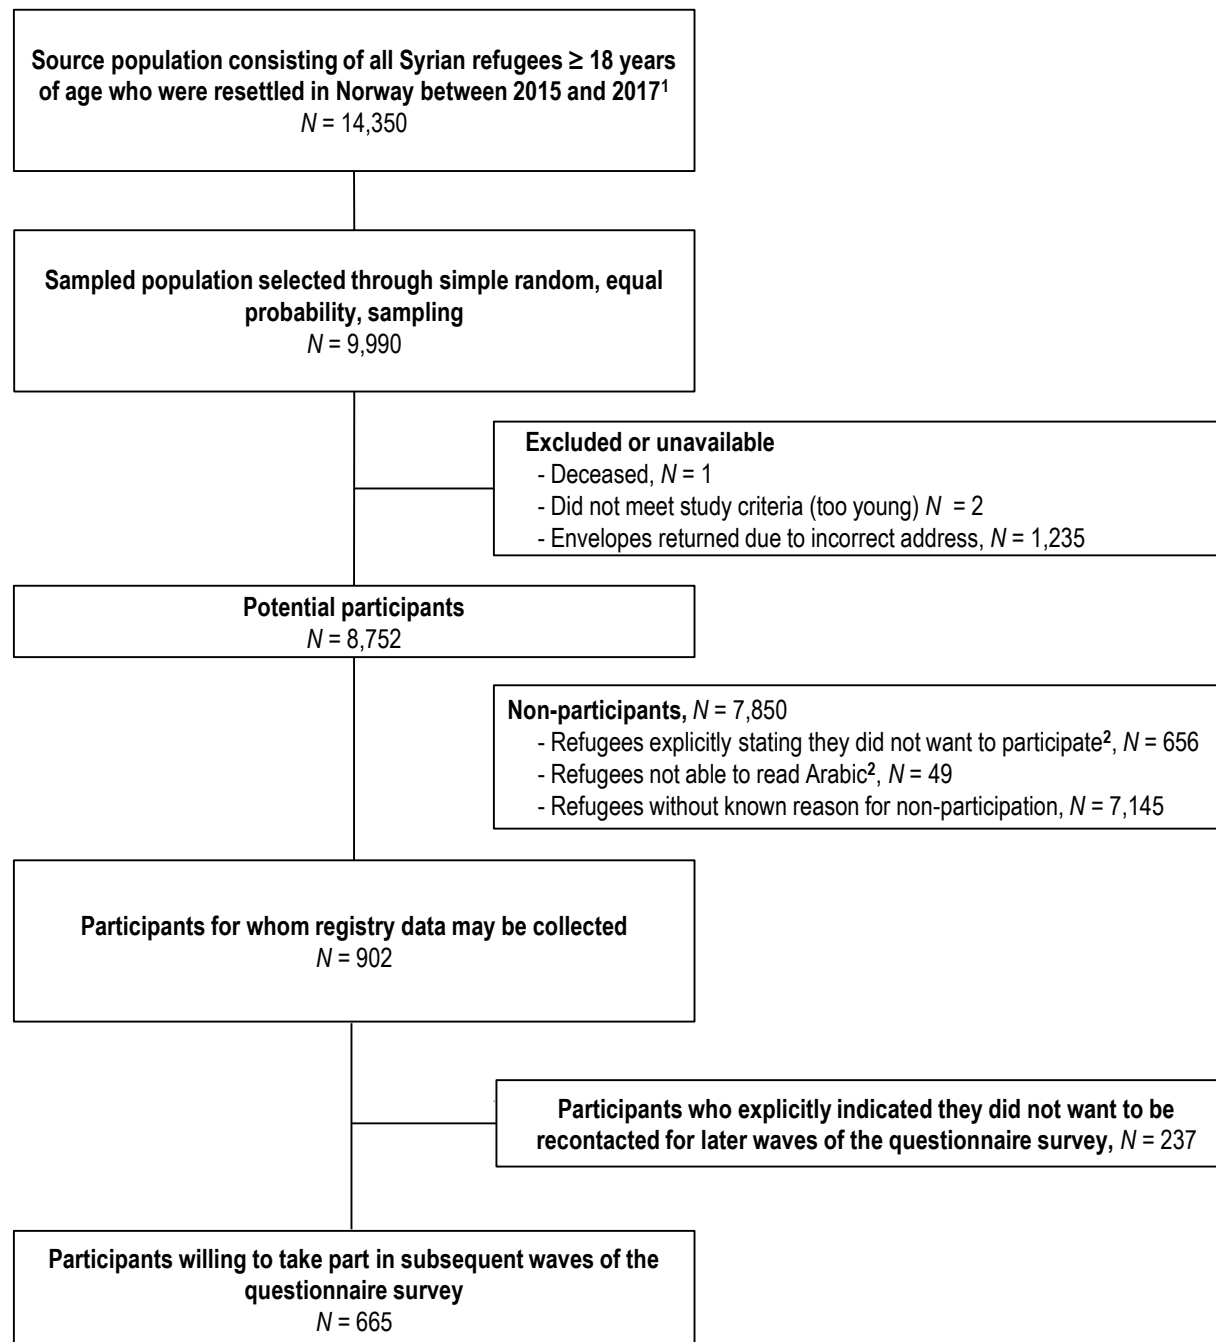 Source population consisting of all Syrian refugees ≥ 18 years
of age who were resettled in Norway between 2015 and 2017¹
N = 14,350
Sampled population selected through simple random, equal
probability, sampling
N = 9,990
Excluded or unavailable
- Deceased, N = 1
- Did not meet study criteria (too young) N = 2
- Envelopes returned due to incorrect address, N = 1,235
Potential participants
N = 8,752
Non-participants, N = 7,850
- Refugees explicitly stating they did not want to participate², N = 656
- Refugees not able to read Arabic², N = 49
- Refugees without known reason for non-participation, N = 7,145
Participants for whom registry data may be collected
N = 902
Participants who explicitly indicated they did not want to be
recontacted for later waves of the questionnaire survey, N = 237
Participants willing to take part in subsequent waves of the
questionnaire survey
N = 665